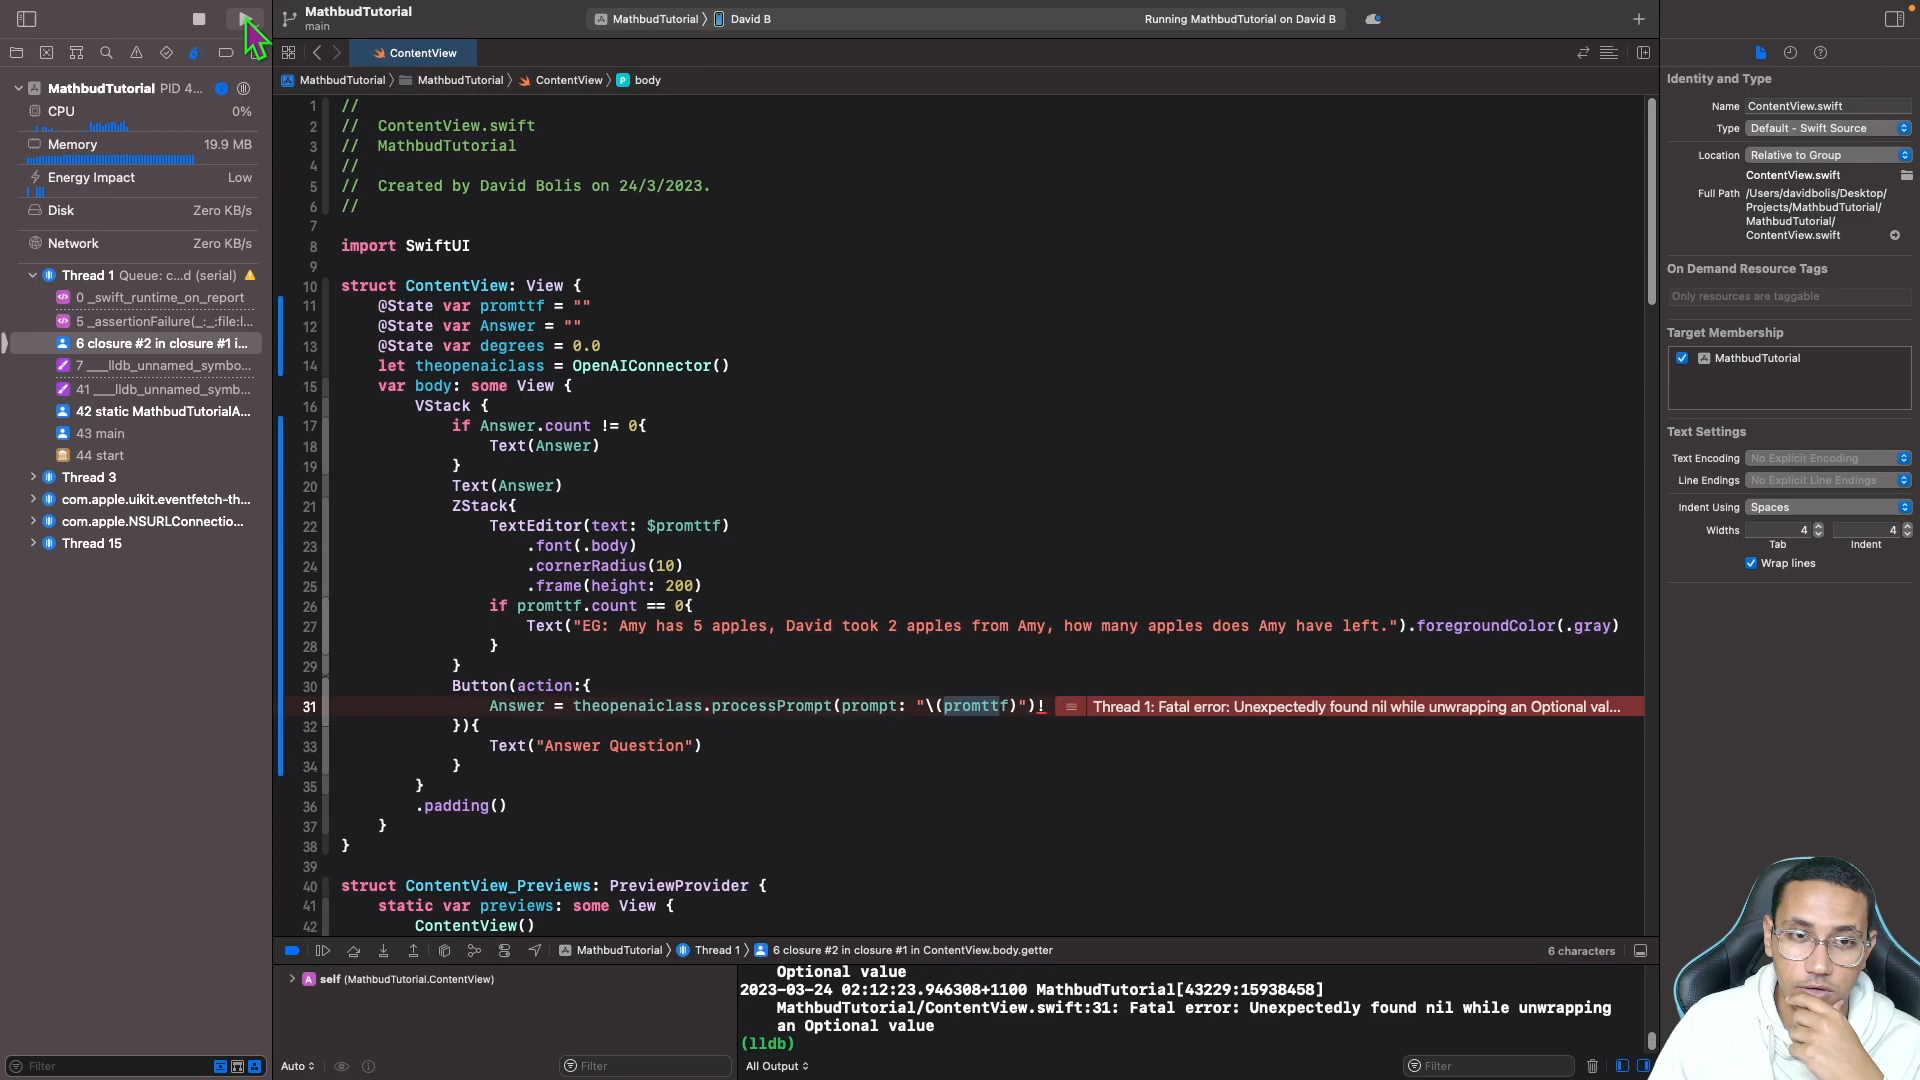 MathbudTutorial
main
MathbudTutorial 〉 David B
Running MathbudTutorial on David B
ContentView
MathbudTutorial 〉 MathbudTutorial 〉 ContentView 〉 body
MathbudTutorial PID 4...
CPU 0%
Memory 19.9 MB
Energy Impact Low
Disk Zero KB/s
Network Zero KB/s
Thread 1 Queue: c...d (serial)
0 _swift_runtime_on_report
5 _assertionFailure(_:_:file:l...
6 closure #2 in closure #1 i...
7 ___lldb_unnamed_symbo...
41 ___lldb_unnamed_symb...
42 static MathbudTutorialA...
43 main
44 start
Thread 3
com.apple.uikit.eventfetch-th...
com.apple.NSURLConnectio...
Thread 15
Filter
1 //
2 //  ContentView.swift
3 //  MathbudTutorial
4 //
5 //  Created by David Bolis on 24/3/2023.
6 //
7
8 import SwiftUI
9
10 struct ContentView: View {
11     @State var promttf = ""
12     @State var Answer = ""
13     @State var degrees = 0.0
14     let theopenaiclass = OpenAIConnector()
15     var body: some View {
16         VStack {
17             if Answer.count != 0{
18                 Text(Answer)
19             }
20             Text(Answer)
21             ZStack{
22                 TextEditor(text: $promttf)
23                     .font(.body)
24                     .cornerRadius(10)
25                     .frame(height: 200)
26                 if promttf.count == 0{
27                     Text("EG: Amy has 5 apples, David took 2 apples from Amy, how many apples does Amy have left.").foregroundColor(.gray)
28                 }
29             }
30             Button(action:{
31                 Answer = theopenaiclass.processPrompt(prompt: "\(promttf)")! Thread 1: Fatal error: Unexpectedly found nil while unwrapping an Optional val...
32             }){
33                 Text("Answer Question")
34             }
35         }
36         .padding()
37     }
38 }
39
40 struct ContentView_Previews: PreviewProvider {
41     static var previews: some View {
42         ContentView()
MathbudTutorial 〉 Thread 1 〉 6 closure #2 in closure #1 in ContentView.body.getter
6 characters
A self (MathbudTutorial.ContentView)
Auto
Filter
Optional value
2023-03-24 02:12:23.946308+1100 MathbudTutorial[43229:15938458]
MathbudTutorial/ContentView.swift:31: Fatal error: Unexpectedly found nil while unwrapping
an Optional value
(lldb)
All Output
Filter
Identity and Type
Name ContentView.swift
Type Default - Swift Source
Location Relative to Group
ContentView.swift
Full Path /Users/davidbolis/Desktop/
Projects/MathbudTutorial/
MathbudTutorial/
ContentView.swift
On Demand Resource Tags
Only resources are taggable
Target Membership
MathbudTutorial
Text Settings
Text Encoding No Explicit Encoding
Line Endings No Explicit Line Endings
Indent Using Spaces
Widths 4 4
Tab Indent
Wrap lines